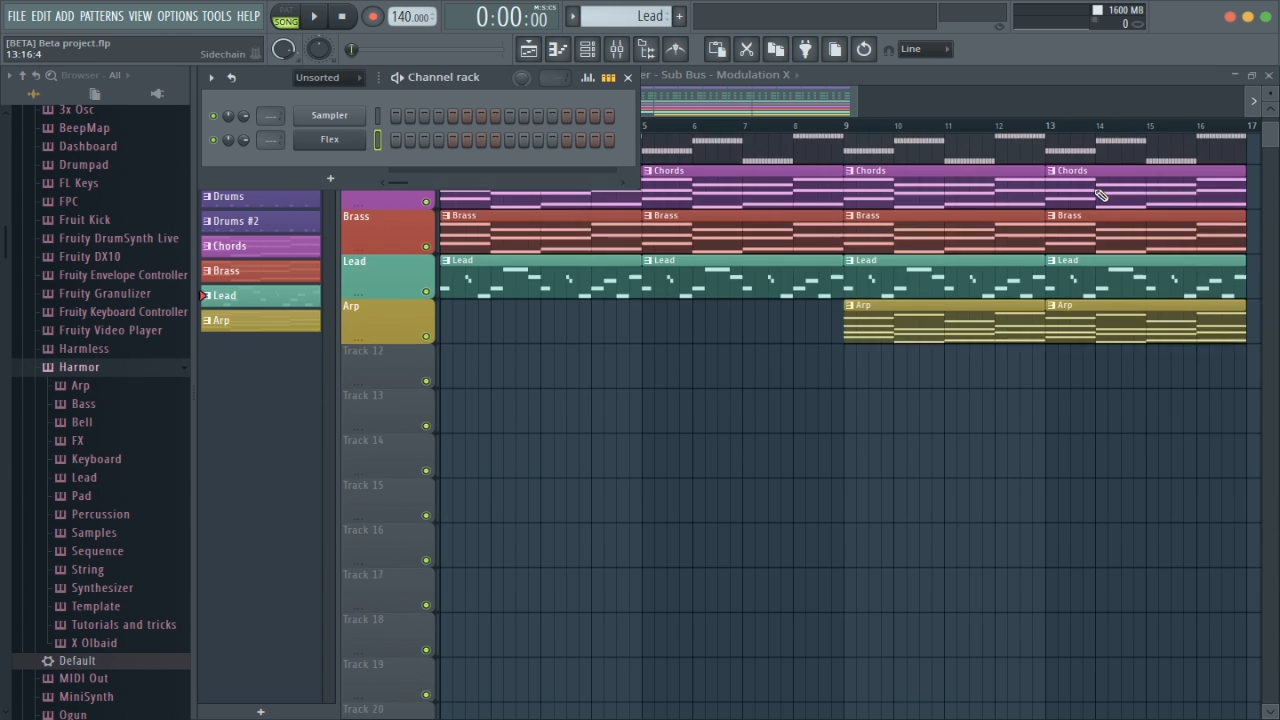 FILE EDIT ADD PATTERNS VIEW OPTIONS TOOLS HELP
PAT
SONG
140.000
0:00:00
M:S:CS
Lead
1600 MB
0
[BETA] Beta project.flp
13:16:4
Sidechain
Line
Browser - All
Unsorted
Channel rack
er - Sub Bus - Modulation X
Sampler
Flex
3x Osc
BeepMap
Dashboard
Drumpad
FL Keys
FPC
Fruit Kick
Fruity DrumSynth Live
Fruity DX10
Fruity Envelope Controller
Fruity Granulizer
Fruity Keyboard Controller
Fruity Video Player
Harmless
Harmor
Arp
Bass
Bell
FX
Keyboard
Lead
Pad
Percussion
Samples
Sequence
String
Synthesizer
Template
Tutorials and tricks
X Olbaid
Default
MIDI Out
MiniSynth
Ogun
Drums
Drums #2
Chords
Brass
Lead
Arp
5 6 7 8 9 10 11 12 13 14 15 16 17
Chords Chords Chords
Brass Brass Brass Brass Brass
Lead Lead Lead Lead Lead
Arp Arp Arp
Track 12
Track 13
Track 14
Track 15
Track 16
Track 17
Track 18
Track 19
Track 20